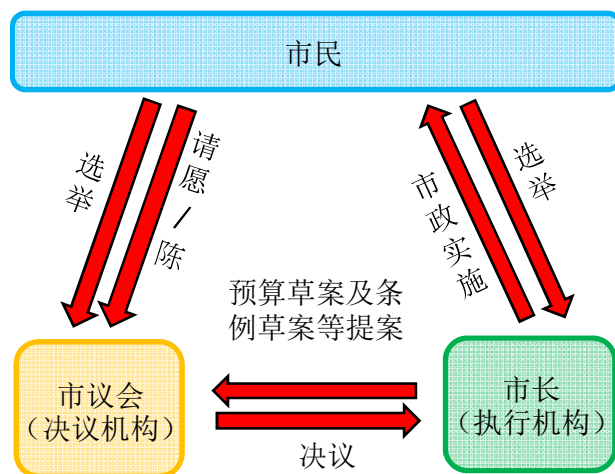 市民
选举
请愿/陈
市政实施
选举
预算草案及条
例草案等提案
市议会
（决议机构）
市长
（执行机构）
决议